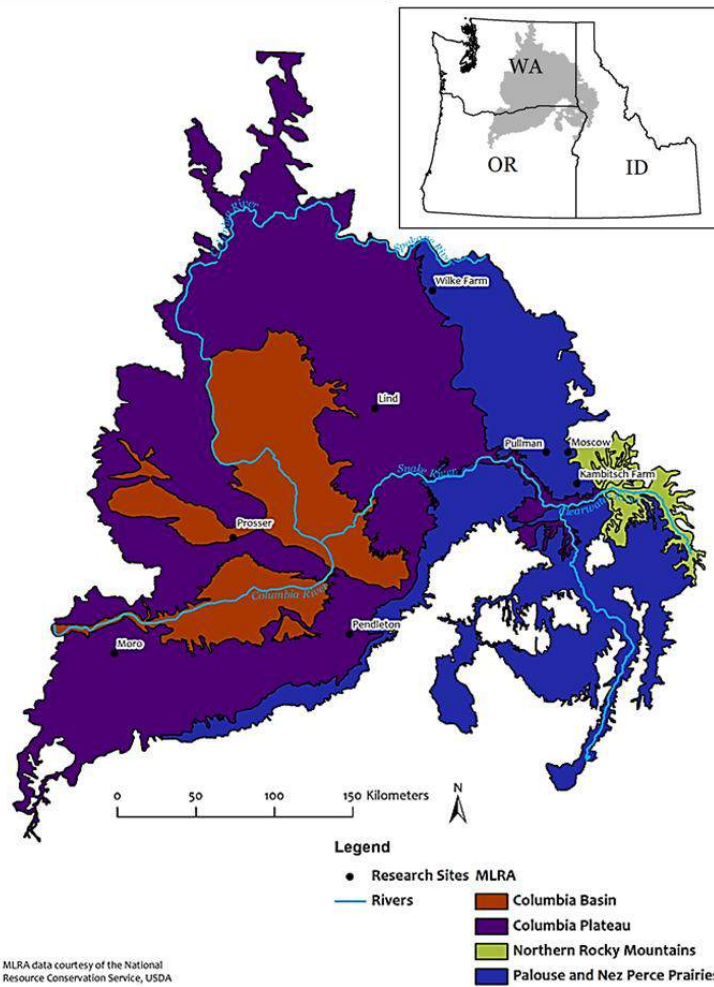 WA
OR
ID
River
Spokane River
Wilke Farm
Lind
Pullman
Moscow
Snake River
Kambitsch Farm
Prosser
Columbia River
Pendleton
Moro
N
0 50 100 150 Kilometers
Legend
Research Sites MLRA
Rivers
Columbia Basin
Columbia Plateau
Northern Rocky Mountains
Palouse and Nez Perce Prairies
MLRA data courtesy of the National
Resource Conservation Service, USDA